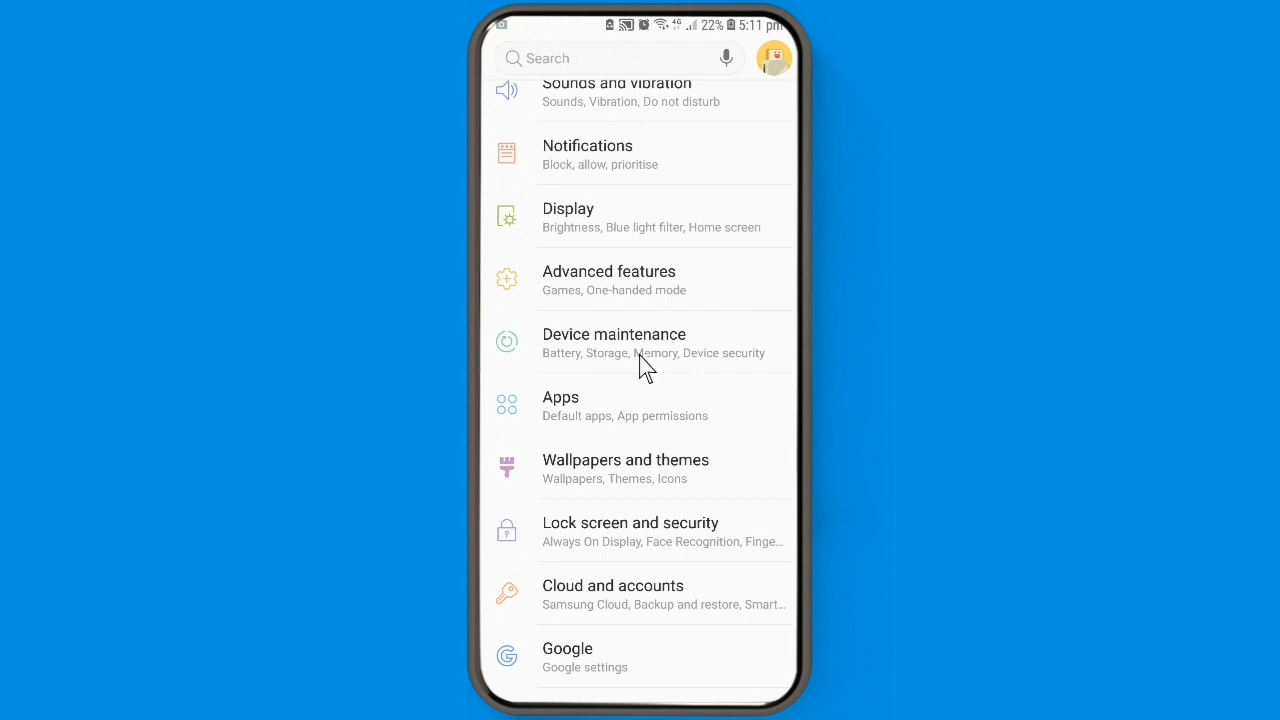 4G 22% 5:11 pm
Search
Sounds and vibration
Sounds, Vibration, Do not disturb
Notifications
Block, allow, prioritise
Display
Brightness, Blue light filter, Home screen
Advanced features
Games, One-handed mode
Device maintenance
Battery, Storage, Memory, Device security
Apps
Default apps, App permissions
Wallpapers and themes
Wallpapers, Themes, Icons
Lock screen and security
Always On Display, Face Recognition, Finge...
Cloud and accounts
Samsung Cloud, Backup and restore, Smart...
Google
Google settings